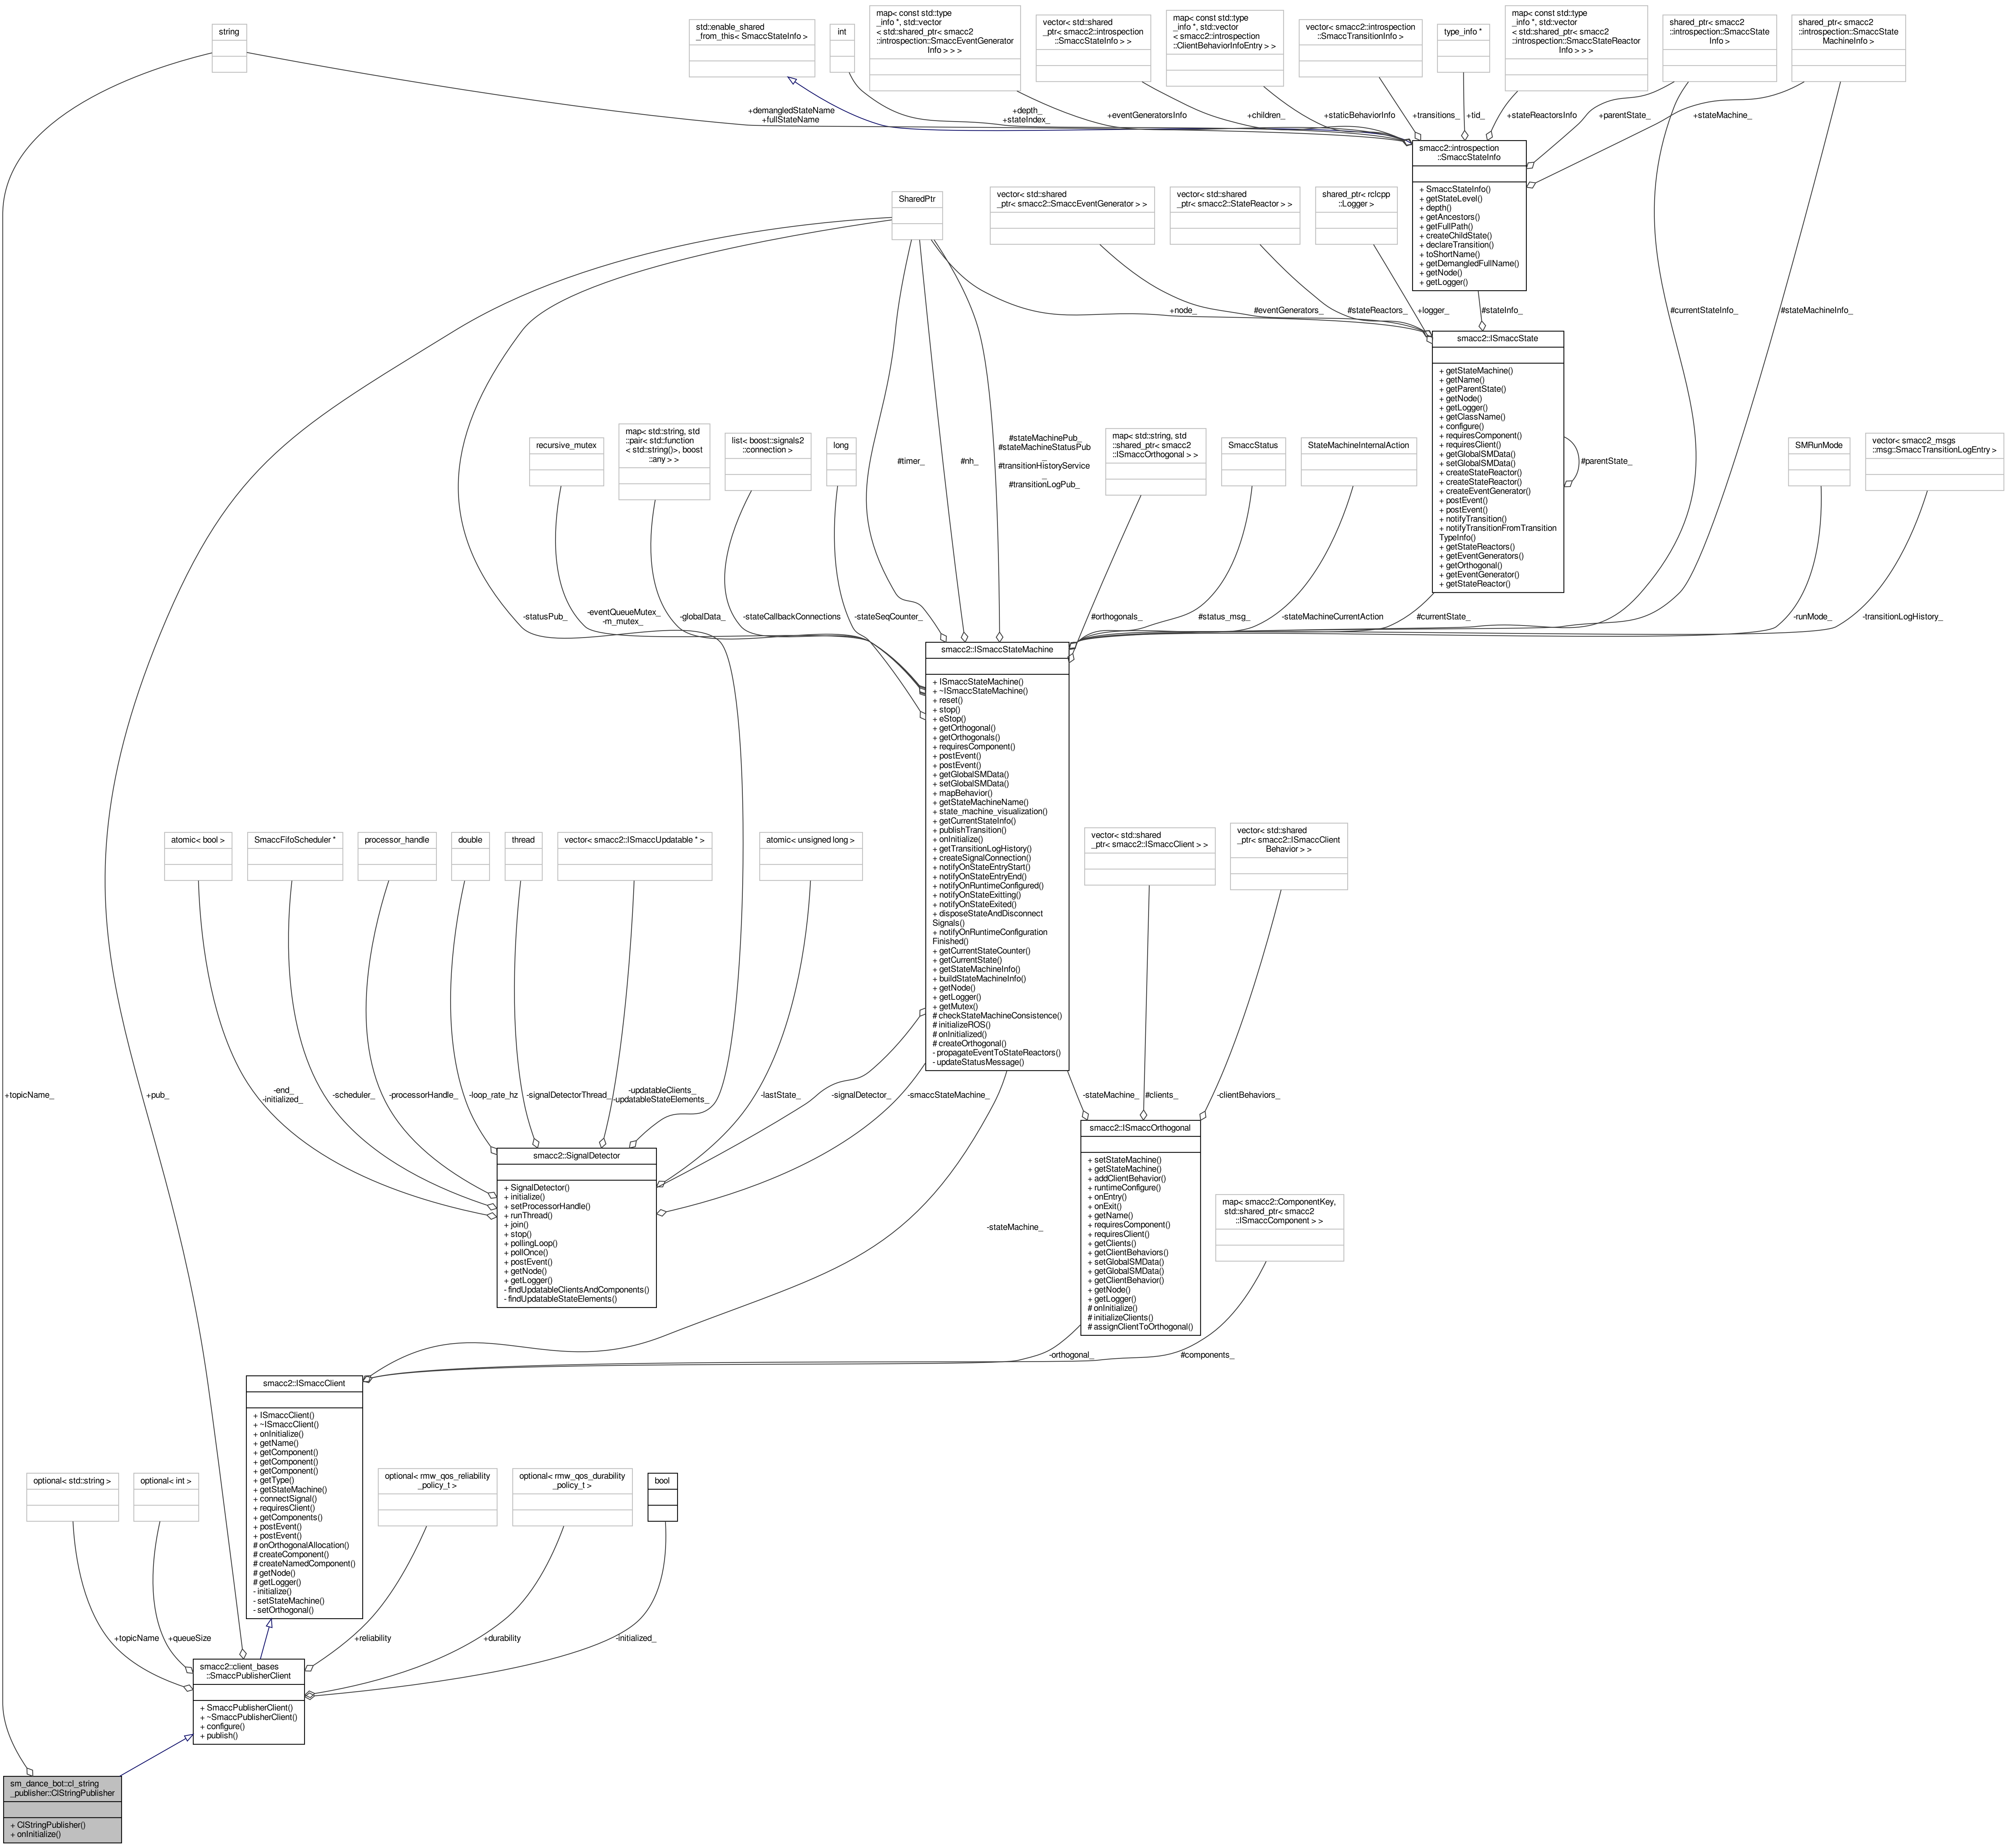 string
std::enable_shared
_from_this< SmaccStateInfo >
int
map< const std::type
_info *, std::vector
< std::shared_ptr< smacc2
::introspection::SmaccEventGenerator
Info > > >
vector< std::shared
_ptr< smacc2::introspection
::SmaccStateInfo > >
map< const std::type
_info *, std::vector
< smacc2::introspection
::ClientBehaviorInfoEntry > >
vector< smacc2::introspection
::SmaccTransitionInfo >
type_info *
map< const std::type
_info *, std::vector
< std::shared_ptr< smacc2
::introspection::SmaccStateReactor
Info > > >
shared_ptr< smacc2
::introspection::SmaccState
Info >
shared_ptr< smacc2
::introspection::SmaccState
MachineInfo >
+demangledStateName
+fullStateName
+depth_
+stateIndex_
+eventGeneratorsInfo
+children_
+staticBehaviorInfo
+transitions_
+tid_
+stateReactorsInfo
+parentState_
+stateMachine_
smacc2::introspection
::SmaccStateInfo
+ SmaccStateInfo()
+ getStateLevel()
+ depth()
+ getAncestors()
+ getFullPath()
+ createChildState()
+ declareTransition()
+ toShortName()
+ getDemangledFullName()
+ getNode()
+ getLogger()
SharedPtr
vector< std::shared
_ptr< smacc2::SmaccEventGenerator > >
vector< std::shared
_ptr< smacc2::StateReactor > >
shared_ptr< rclcpp
::Logger >
+node_
#eventGenerators_
#stateReactors_
+logger_
#stateInfo_
#currentStateInfo_
#stateMachineInfo_
smacc2::ISmaccState
+ getStateMachine()
+ getName()
+ getParentState()
+ getNode()
+ getLogger()
+ getClassName()
+ configure()
+ requiresComponent()
+ requiresClient()
+ getGlobalSMData()
+ setGlobalSMData()
+ createStateReactor()
+ createStateReactor()
+ createEventGenerator()
+ postEvent()
+ postEvent()
+ notifyTransition()
+ notifyTransitionFromTransition
TypeInfo()
+ getStateReactors()
+ getEventGenerators()
+ getOrthogonal()
+ getEventGenerator()
+ getStateReactor()
#parentState_
recursive_mutex
map< std::string, std
::pair< std::function
< std::string()>, boost
::any > >
list< boost::signals2
::connection >
long
#timer_
#nh_
#stateMachinePub_
#stateMachineStatusPub
_
#transitionHistoryService
_
#transitionLogPub_
map< std::string, std
::shared_ptr< smacc2
::ISmaccOrthogonal > >
SmaccStatus
StateMachineInternalAction
SMRunMode
vector< smacc2_msgs
::msg::SmaccTransitionLogEntry >
-statusPub_
-eventQueueMutex_
-m_mutex_
-globalData_
-stateCallbackConnections
-stateSeqCounter_
#orthogonals_
#status_msg_
-stateMachineCurrentAction
#currentState_
-runMode_
-transitionLogHistory_
smacc2::ISmaccStateMachine
+ ISmaccStateMachine()
+ ~ISmaccStateMachine()
+ reset()
+ stop()
+ eStop()
+ getOrthogonal()
+ getOrthogonals()
+ requiresComponent()
+ postEvent()
+ postEvent()
+ getGlobalSMData()
+ setGlobalSMData()
+ mapBehavior()
+ getStateMachineName()
+ state_machine_visualization()
+ getCurrentStateInfo()
+ publishTransition()
+ onInitialize()
+ getTransitionLogHistory()
+ createSignalConnection()
+ notifyOnStateEntryStart()
+ notifyOnStateEntryEnd()
+ notifyOnRuntimeConfigured()
+ notifyOnStateExitting()
+ notifyOnStateExited()
+ disposeStateAndDisconnect
Signals()
+ notifyOnRuntimeConfiguration
Finished()
+ getCurrentStateCounter()
+ getCurrentState()
+ getStateMachineInfo()
+ buildStateMachineInfo()
+ getNode()
+ getLogger()
+ getMutex()
# checkStateMachineConsistence()
# initializeROS()
# onInitialized()
# createOrthogonal()
- propagateEventToStateReactors()
- updateStatusMessage()
atomic< bool >
SmaccFifoScheduler *
processor_handle
double
thread
vector< smacc2::ISmaccUpdatable * >
atomic< unsigned long >
vector< std::shared
_ptr< smacc2::ISmaccClient > >
vector< std::shared
_ptr< smacc2::ISmaccClient
Behavior > >
+topicName_
+pub_
-end_
-initialized_
-scheduler_
-processorHandle_
-loop_rate_hz
-signalDetectorThread_
-updatableClients_
-updatableStateElements_
-lastState_
-signalDetector_
-smaccStateMachine_
-stateMachine_
#clients_
-clientBehaviors_
smacc2::SignalDetector
+ SignalDetector()
+ initialize()
+ setProcessorHandle()
+ runThread()
+ join()
+ stop()
+ pollingLoop()
+ pollOnce()
+ postEvent()
+ getNode()
+ getLogger()
- findUpdatableClientsAndComponents()
- findUpdatableStateElements()
smacc2::ISmaccOrthogonal
+ setStateMachine()
+ getStateMachine()
+ addClientBehavior()
+ runtimeConfigure()
+ onEntry()
+ onExit()
+ getName()
+ requiresComponent()
+ requiresClient()
+ getClients()
+ getClientBehaviors()
+ setGlobalSMData()
+ getGlobalSMData()
+ getClientBehavior()
+ getNode()
+ getLogger()
# onInitialize()
# initializeClients()
# assignClientToOrthogonal()
map< smacc2::ComponentKey,
std::shared_ptr< smacc2
::ISmaccComponent > >
-stateMachine_
-orthogonal_
#components_
smacc2::ISmaccClient
+ ISmaccClient()
+ ~ISmaccClient()
+ onInitialize()
+ getName()
+ getComponent()
+ getComponent()
+ getComponent()
+ getType()
+ getStateMachine()
+ connectSignal()
+ requiresClient()
+ getComponents()
+ postEvent()
+ postEvent()
# onOrthogonalAllocation()
# createComponent()
# createNamedComponent()
# getNode()
# getLogger()
- initialize()
- setStateMachine()
- setOrthogonal()
optional< std::string >
optional< int >
optional< rmw_qos_reliability
_policy_t >
optional< rmw_qos_durability
_policy_t >
bool
+topicName
+queueSize
+reliability
+durability
-initialized_
smacc2::client_bases
::SmaccPublisherClient
+ SmaccPublisherClient()
+ ~SmaccPublisherClient()
+ configure()
+ publish()
sm_dance_bot::cl_string
_publisher::ClStringPublisher
+ ClStringPublisher()
+ onInitialize()